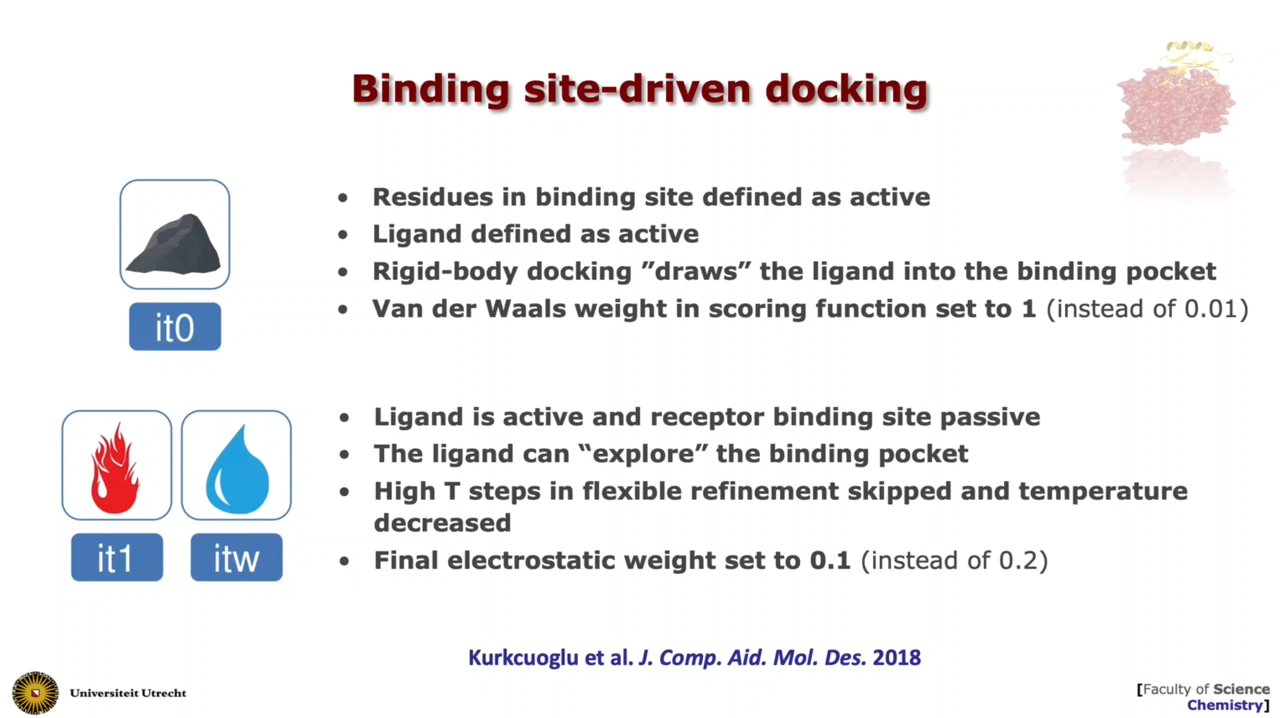 Binding site-driven docking
• Residues in binding site defined as active
• Ligand defined as active
• Rigid-body docking ”draws” the ligand into the binding pocket
• Van der Waals weight in scoring function set to 1 (instead of 0.01)
it0
• Ligand is active and receptor binding site passive
• The ligand can “explore” the binding pocket
• High T steps in flexible refinement skipped and temperature
decreased
• Final electrostatic weight set to 0.1 (instead of 0.2)
it1
itw
Kurkcuoglu et al. J. Comp. Aid. Mol. Des. 2018
Universiteit Utrecht
[Faculty of Science
Chemistry]